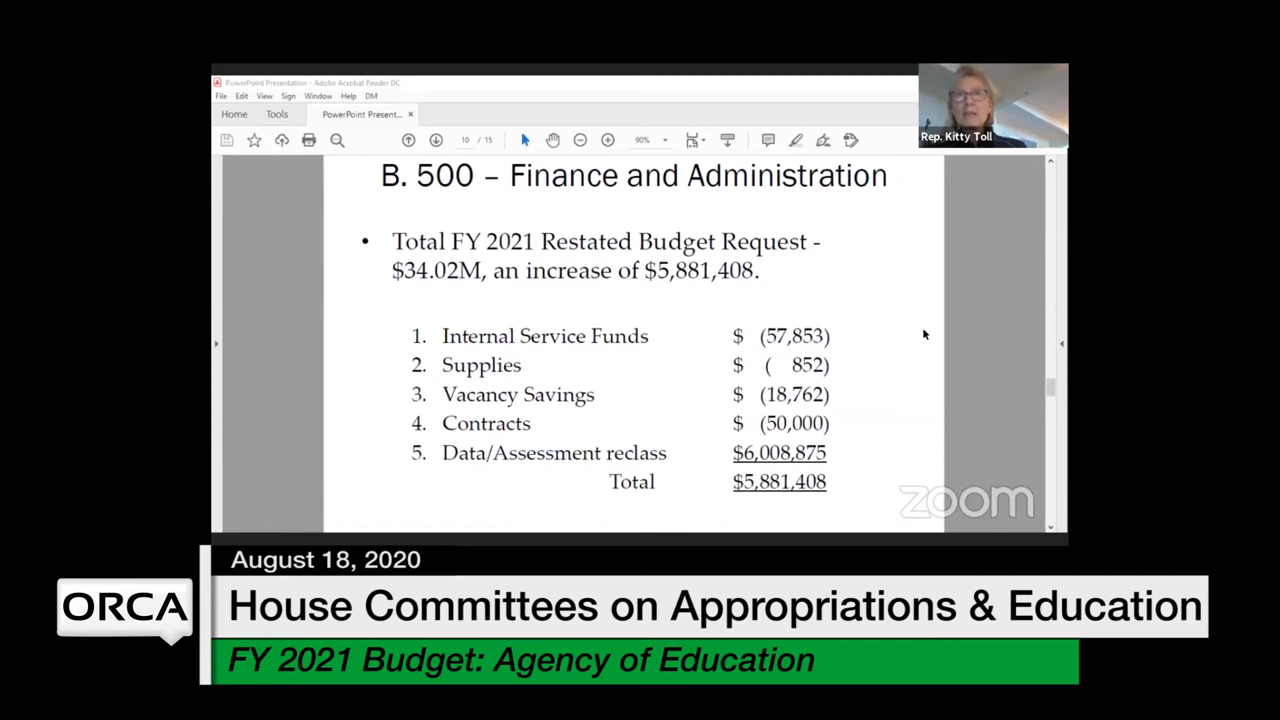 PowerPoint Presentation - Adobe Acrobat Reader DC
File Edit View Sign Window Help DM
Home Tools PowerPoint Present... ×
10 / 15 90%
Rep. Kitty Toll
B. 500 – Finance and Administration
• Total FY 2021 Restated Budget Request -
$34.02M, an increase of $5,881,408.
1. Internal Service Funds $ (57,853)
2. Supplies $ ( 852)
3. Vacancy Savings $ (18,762)
4. Contracts $ (50,000)
5. Data/Assessment reclass $6,008,875
Total $5,881,408
zoom
August 18, 2020
ORCA
House Committees on Appropriations & Education
FY 2021 Budget: Agency of Education